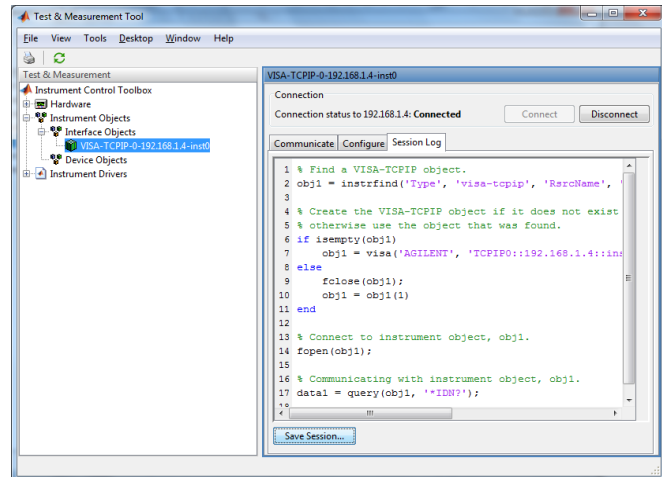 Test & Measurement Tool
File View Tools Desktop Window Help
Test & Measurement
Instrument Control Toolbox
Hardware
Instrument Objects
Interface Objects
VISA-TCPIP-0-192.168.1.4-inst0
Device Objects
Instrument Drivers
VISA-TCPIP-0-192.168.1.4-inst0
Connection
Connection status to 192.168.1.4: Connected
Connect
Disconnect
Communicate Configure Session Log
1 % Find a VISA-TCPIP object.
2 obj1 = instrfind('Type', 'visa-tcpip', 'RsrcName', '
3
4 % Create the VISA-TCPIP object if it does not exist
5 % otherwise use the object that was found.
6 if isempty(obj1)
7 obj1 = visa('AGILENT', 'TCPIP0::192.168.1.4::ins
8 else
9 fclose(obj1);
10 obj1 = obj1(1)
11 end
12
13 % Connect to instrument object, obj1.
14 fopen(obj1);
15
16 % Communicating with instrument object, obj1.
17 data1 = query(obj1, '*IDN?');
18
Save Session...